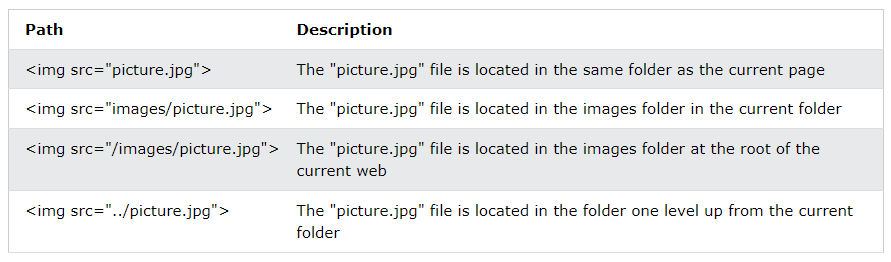 Path Description
<img src="picture.jpg"> The "picture.jpg" file is located in the same folder as the current page
<img src="images/picture.jpg"> The "picture.jpg" file is located in the images folder in the current folder
<img src="/images/picture.jpg"> The "picture.jpg" file is located in the images folder at the root of the
current web
<img src="../picture.jpg"> The "picture.jpg" file is located in the folder one level up from the current
folder